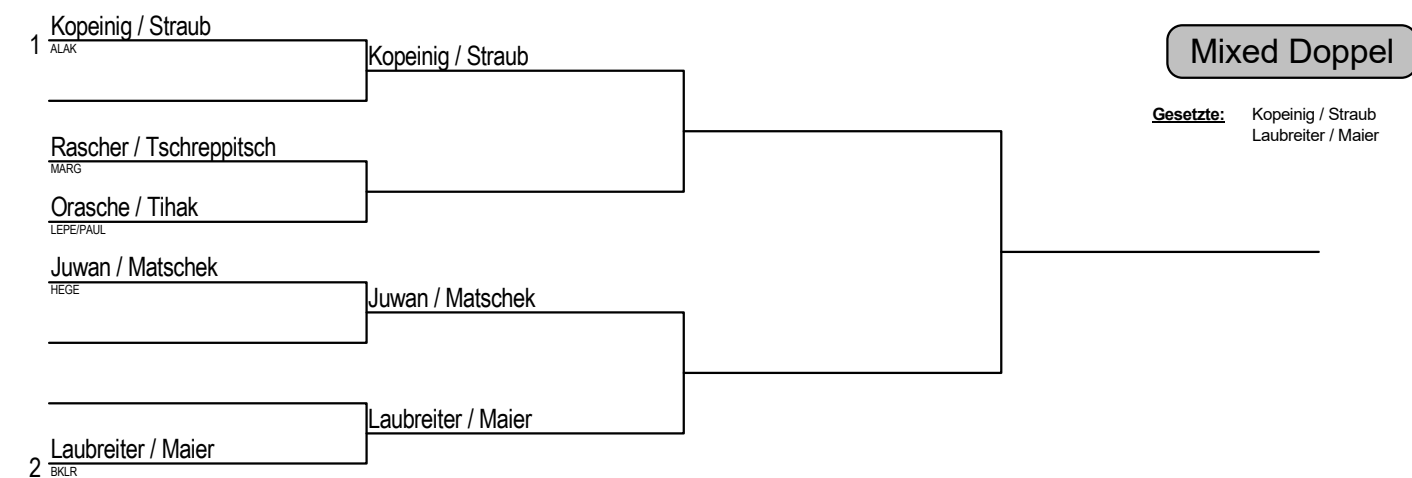 Mixed Doppel
Gesetzte: Kopeinig / Straub
Laubreiter / Maier
1 Kopeinig / Straub
ALAK
Kopeinig / Straub
Rascher / Tschreppitsch
MARG
Orasche / Tihak
LEPE/PAUL
Juwan / Matschek
HEGE
Juwan / Matschek
Laubreiter / Maier
2 Laubreiter / Maier
BKLR